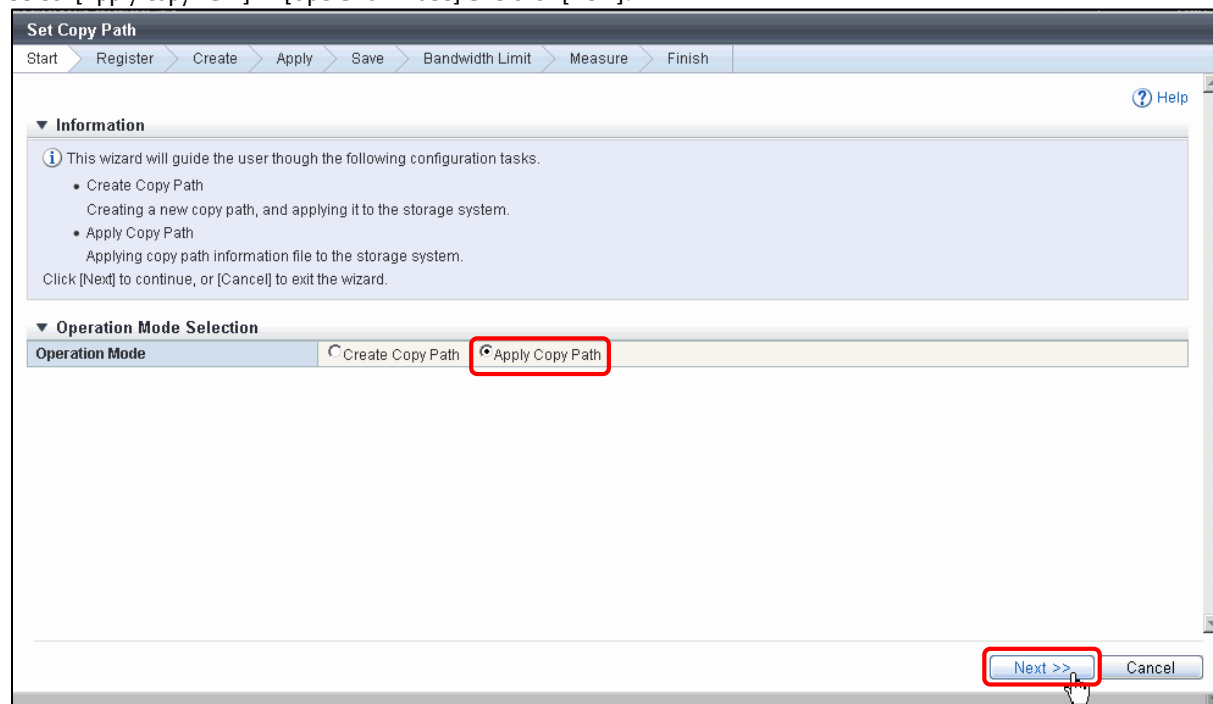 Set Copy Path
Start Register Create Apply Save Bandwidth Limit Measure Finish
Help
Information
This wizard will guide the user though the following configuration tasks.
• Create Copy Path
Creating a new copy path, and applying it to the storage system.
• Apply Copy Path
Applying copy path information file to the storage system.
Click [Next] to continue, or [Cancel] to exit the wizard.
Operation Mode Selection
Operation Mode Create Copy Path Apply Copy Path
Next >> Cancel